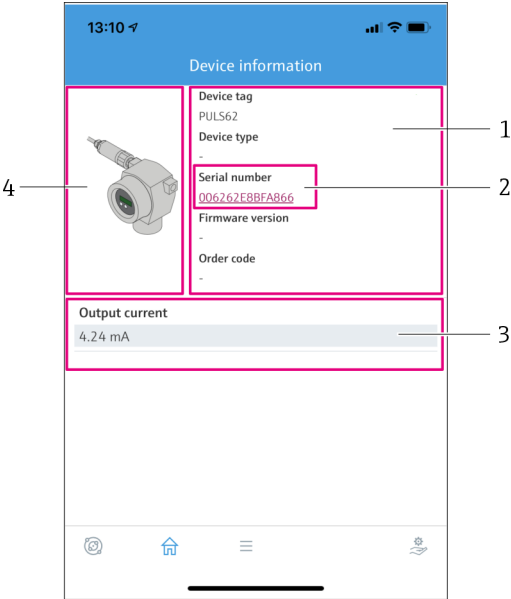 13:10
Device information
Device tag
PULS62
Device type
-
Serial number
006262E8BFA866
Firmware version
-
Order code
-
Output current
4.24 mA
1
2
3
4